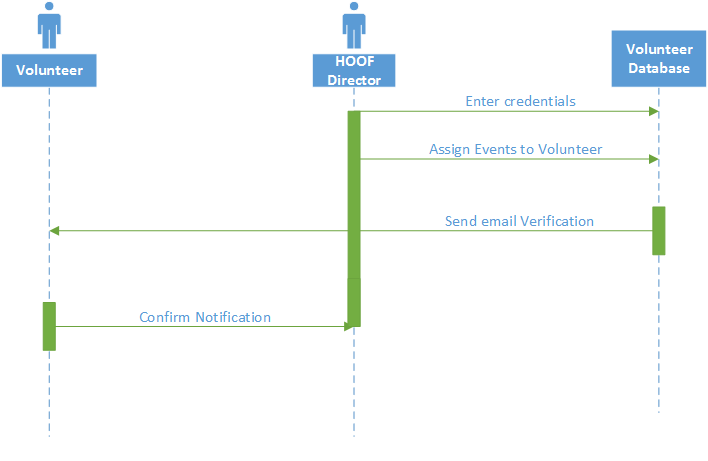 Volunteer
HOOF
Director
Volunteer
Database
Enter credentials
Assign Events to Volunteer
Send email Verification
Confirm Notification